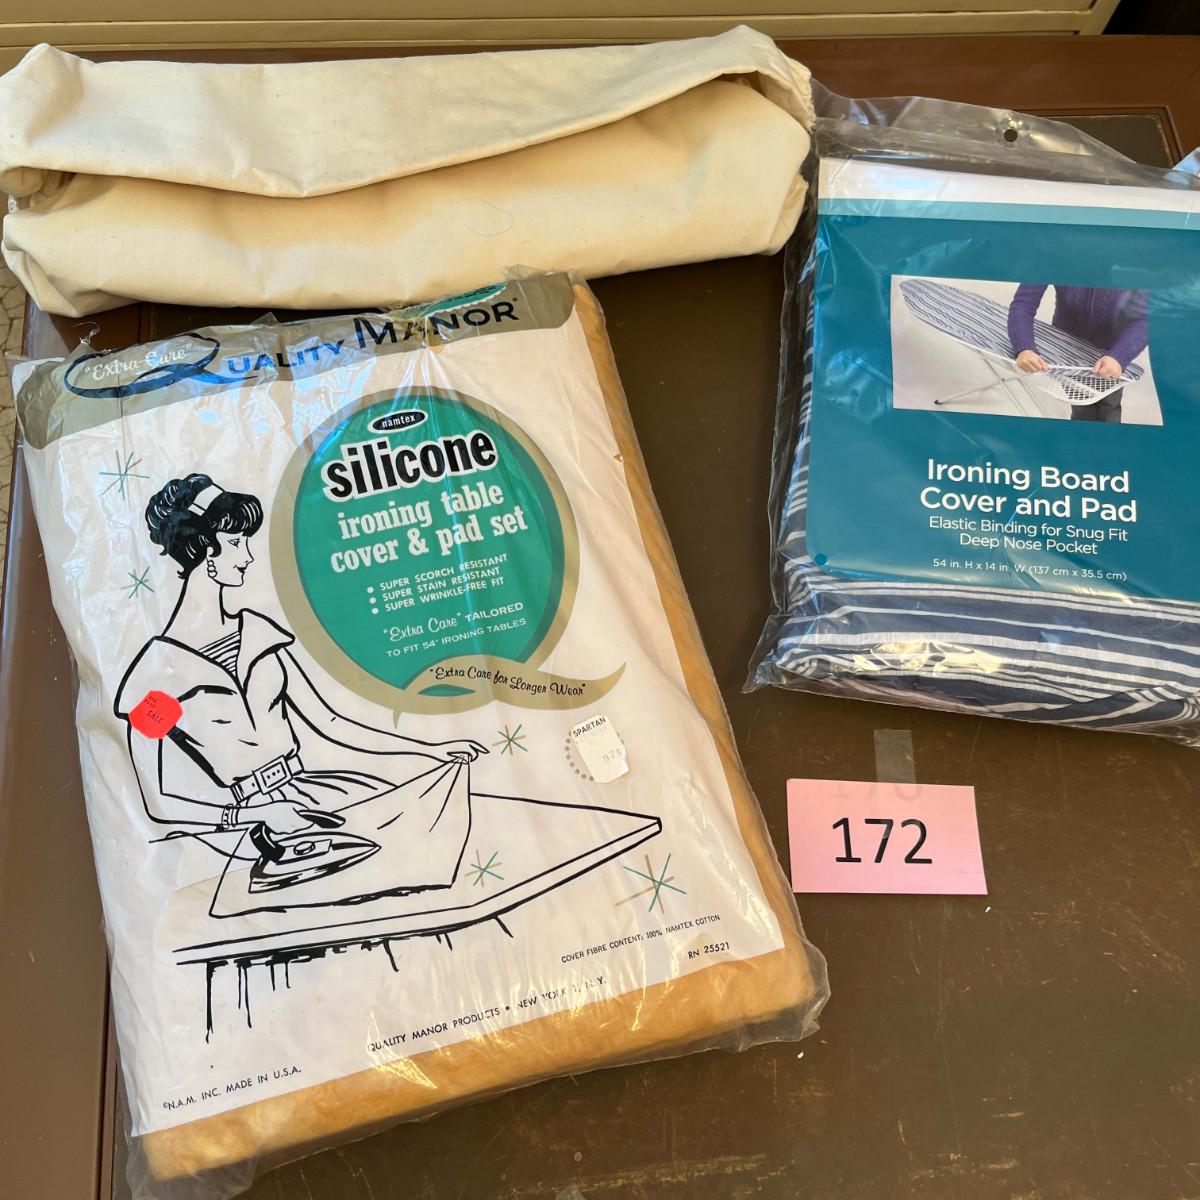 "Extra Care" QUALITY MANOR®
namtex
silicone
ironing table
cover & pad set
• SUPER SCORCH RESISTANT
• SUPER STAIN RESISTANT
• SUPER WRINKLE-FREE FIT
"Extra Care" TAILORED
TO FIT 54" IRONING TABLES
"Extra Care for Longer Wear"
SALE
SPARTAN
97¢
COVER FIBRE CONTENT: 100% NAMTEX COTTON
RN 25521
QUALITY MANOR PRODUCTS • NEW YORK 1, N.Y.
©N.A.M. INC. MADE IN U.S.A.
Ironing Board
Cover and Pad
Elastic Binding for Snug Fit
Deep Nose Pocket
54 in. H x 14 in. W (137 cm x 35.5 cm)
172